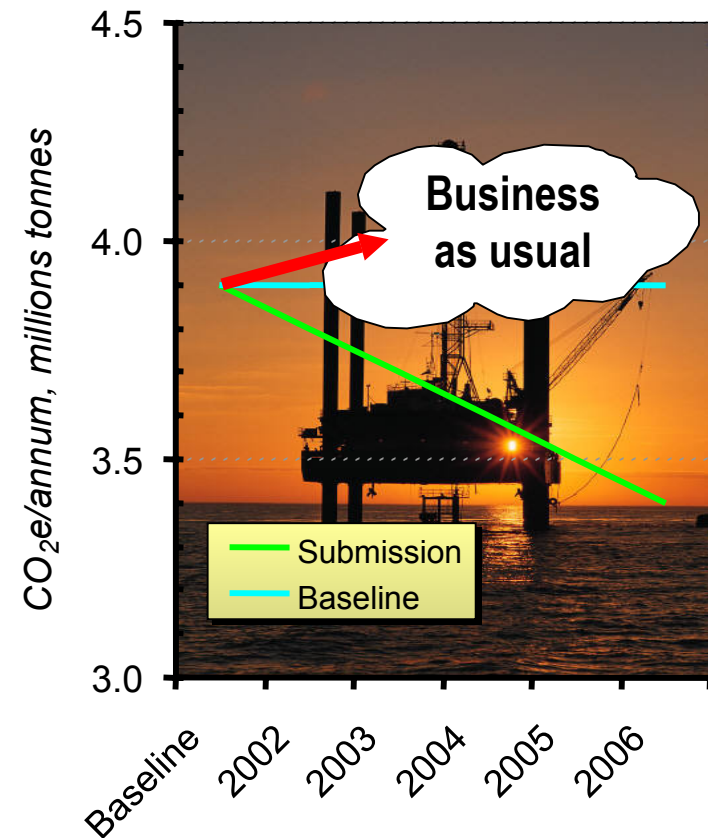 4.5
4.0
3.5
3.0
CO₂e/annum, millions tonnes
Business
as usual
Submission
Baseline
Baseline
2002
2003
2004
2005
2006